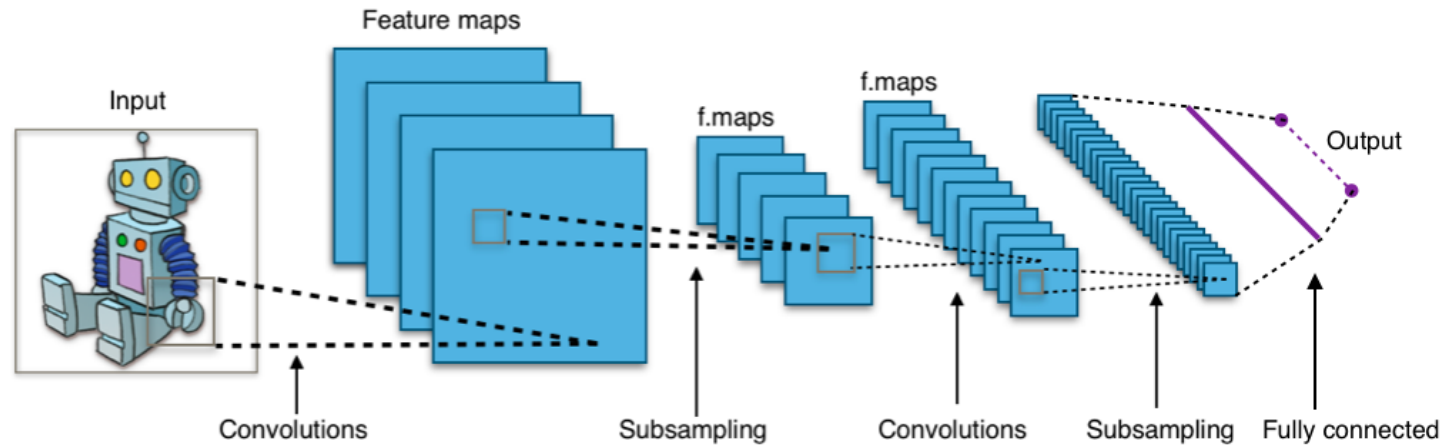 Feature maps
f.maps
Input
f.maps
Output
Convolutions
Subsampling
Convolutions
Subsampling
Fully connected